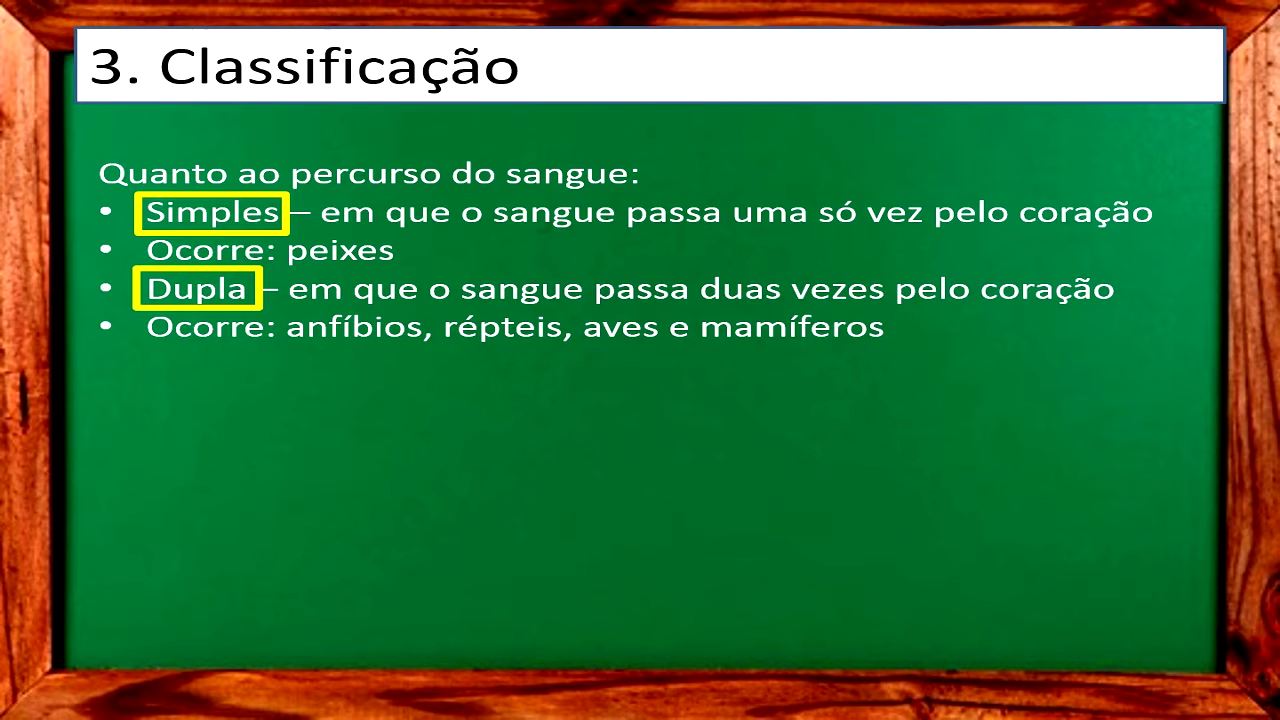 3. Classificação
Quanto ao percurso do sangue:
• Simples – em que o sangue passa uma só vez pelo coração
• Ocorre: peixes
• Dupla – em que o sangue passa duas vezes pelo coração
• Ocorre: anfíbios, répteis, aves e mamíferos